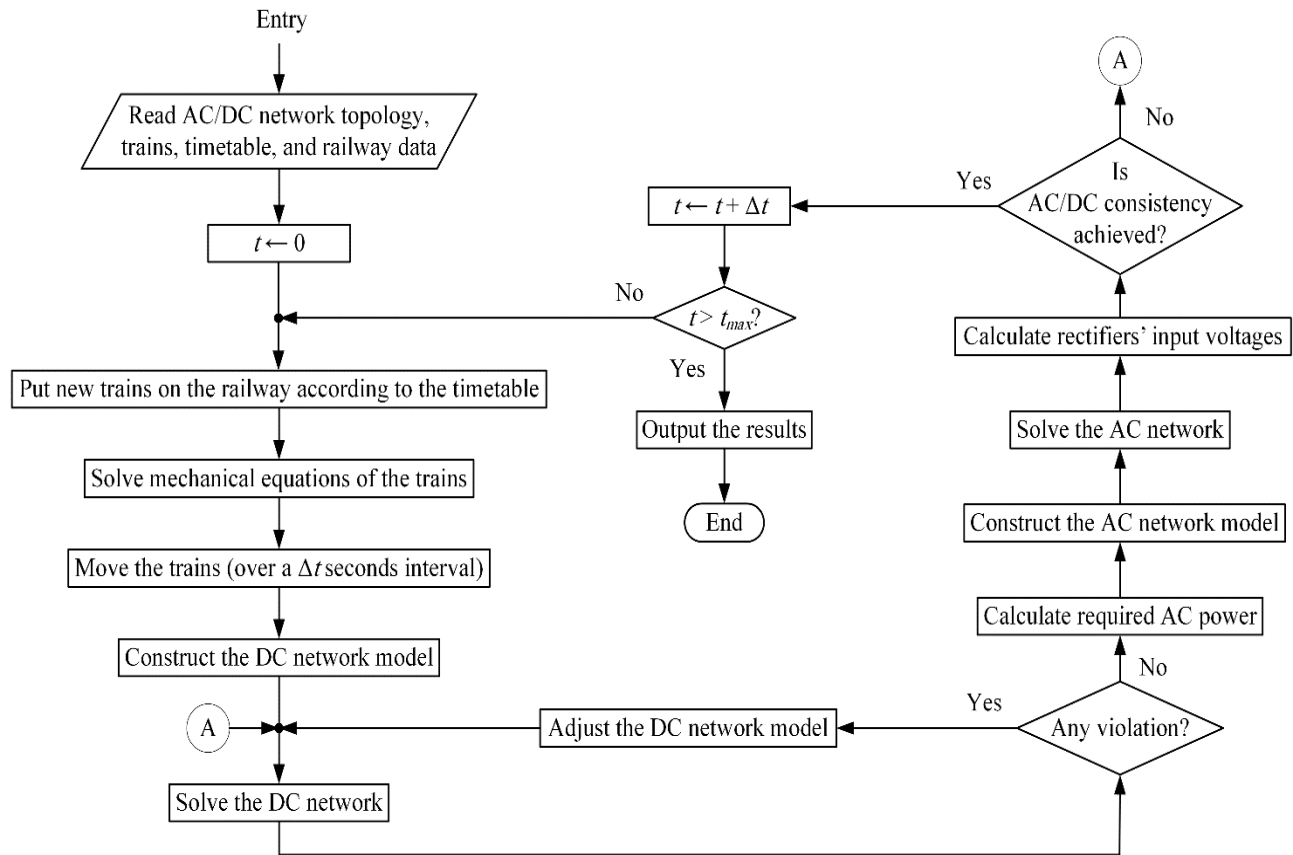 Entry
Read AC/DC network topology,
trains, timetable, and railway data
t ← 0
Put new trains on the railway according to the timetable
Solve mechanical equations of the trains
Move the trains (over a Δt seconds interval)
Construct the DC network model
A
Solve the DC network
Adjust the DC network model
Yes
Any violation?
No
Calculate required AC power
Construct the AC network model
Solve the AC network
Calculate rectifiers’ input voltages
Is
AC/DC consistency
achieved?
No
A
Yes
t ← t + Δt
t > tmax?
No
Yes
Output the results
End